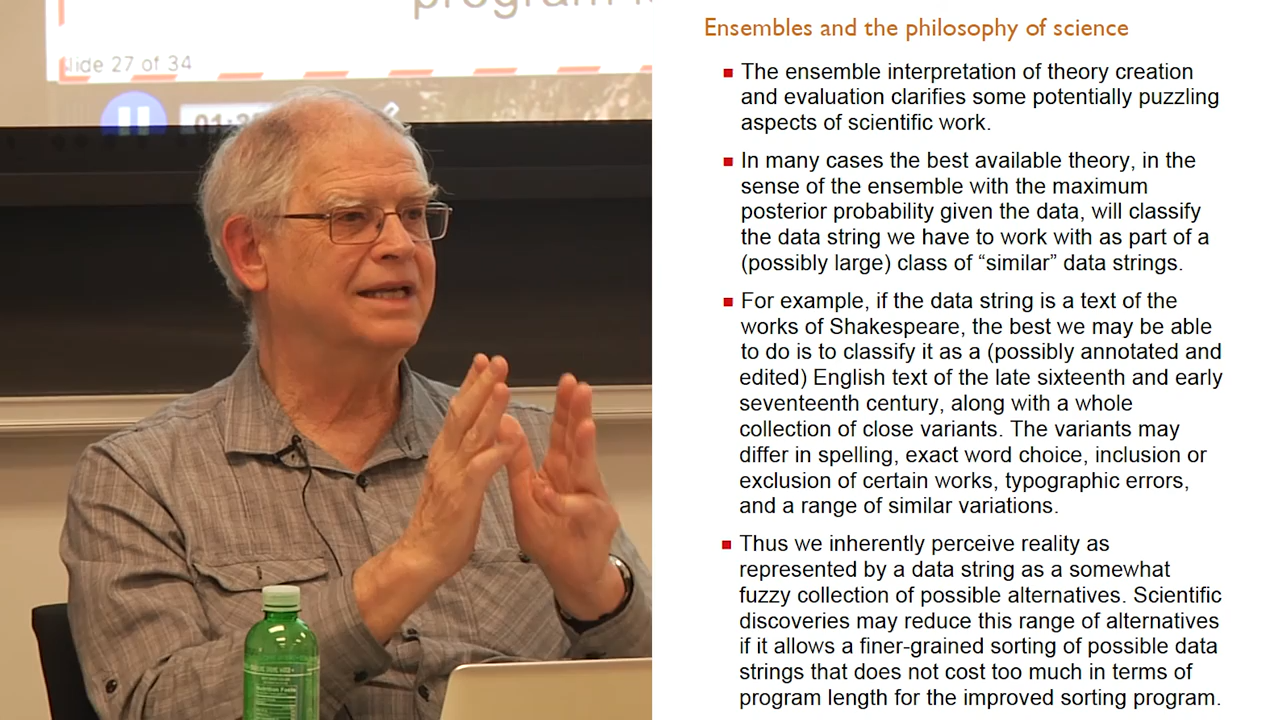 program
lide 27 of 34
Nutrition Facts
Ensembles and the philosophy of science
▪ The ensemble interpretation of theory creation
and evaluation clarifies some potentially puzzling
aspects of scientific work.
▪ In many cases the best available theory, in the
sense of the ensemble with the maximum
posterior probability given the data, will classify
the data string we have to work with as part of a
(possibly large) class of “similar” data strings.
▪ For example, if the data string is a text of the
works of Shakespeare, the best we may be able
to do is to classify it as a (possibly annotated and
edited) English text of the late sixteenth and early
seventeenth century, along with a whole
collection of close variants. The variants may
differ in spelling, exact word choice, inclusion or
exclusion of certain works, typographic errors,
and a range of similar variations.
▪ Thus we inherently perceive reality as
represented by a data string as a somewhat
fuzzy collection of possible alternatives. Scientific
discoveries may reduce this range of alternatives
if it allows a finer-grained sorting of possible data
strings that does not cost too much in terms of
program length for the improved sorting program.